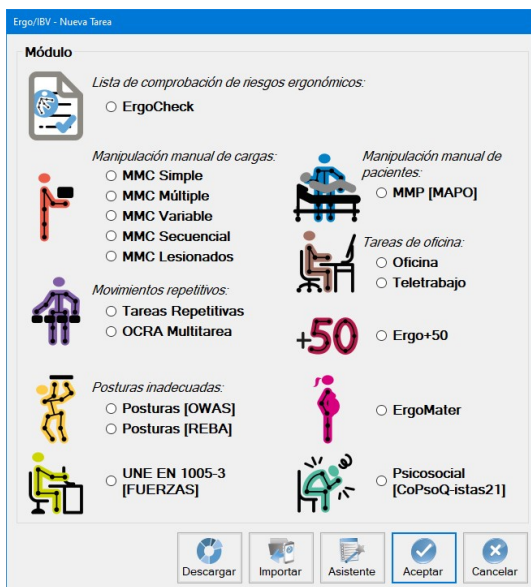 Ergo/IBV - Nueva Tarea
Módulo
Lista de comprobación de riesgos ergonómicos:
ErgoCheck
Manipulación manual de cargas:
MMC Simple
MMC Múltiple
MMC Variable
MMC Secuencial
MMC Lesionados
Manipulación manual de
pacientes:
MMP [MAPO]
Tareas de oficina:
Oficina
Teletrabajo
Movimientos repetitivos:
Tareas Repetitivas
OCRA Multitarea
+50
Ergo+50
Posturas inadecuadas:
Posturas [OWAS]
Posturas [REBA]
ErgoMater
UNE EN 1005-3
[FUERZAS]
Psicosocial
[CoPsoQ-istas21]
Descargar
Importar
Asistente
Aceptar
Cancelar